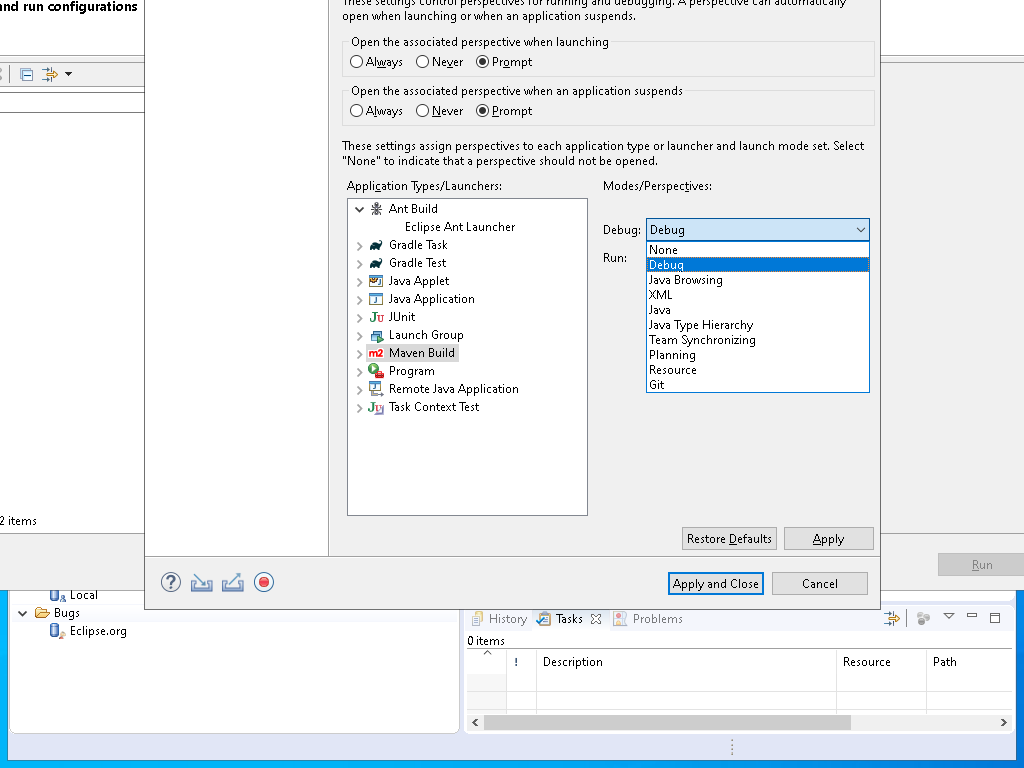 and run configurations
These settings control perspectives for running and debugging. A perspective can automatically
open when launching or when an application suspends.
Open the associated perspective when launching
Always Never Prompt
Open the associated perspective when an application suspends
Always Never Prompt
These settings assign perspectives to each application type or launcher and launch mode set. Select
"None" to indicate that a perspective should not be opened.
Application Types/Launchers:
Modes/Perspectives:
Ant Build
Eclipse Ant Launcher
Gradle Task
Gradle Test
Java Applet
Java Application
JUnit
Launch Group
m2 Maven Build
Program
Remote Java Application
Task Context Test
Debug: Debug
Run:
None
Debug
Java Browsing
XML
Java
Java Type Hierarchy
Team Synchronizing
Planning
Resource
Git
2 items
Restore Defaults
Apply
Apply and Close
Cancel
Run
Local
Bugs
Eclipse.org
History Tasks Problems
0 items
! Description Resource Path